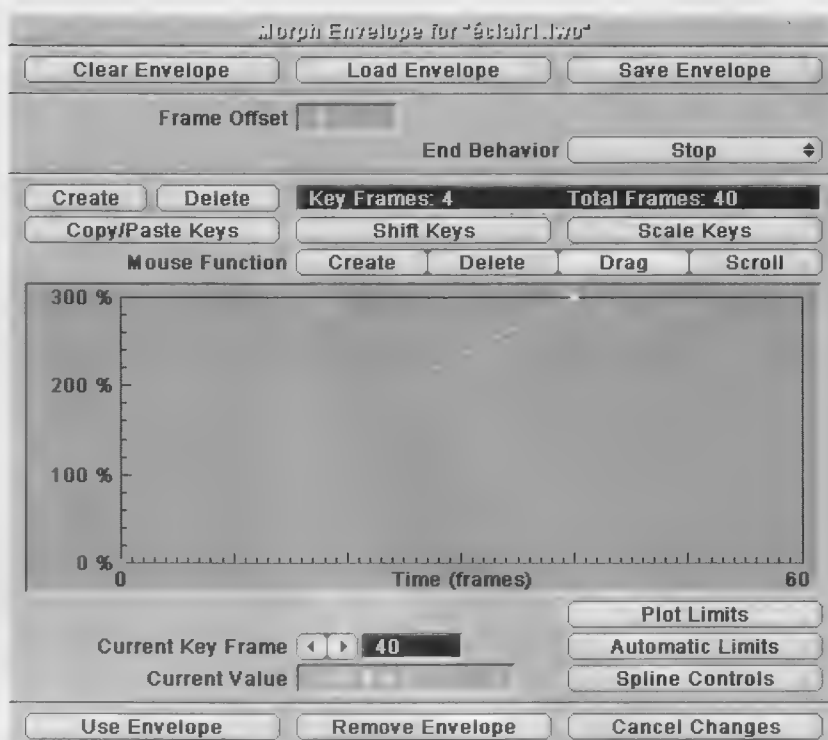 Morph Envelope for "éclair1.lwo"
Clear Envelope Load Envelope Save Envelope
Frame Offset
End Behavior Stop
Create Delete Key Frames: 4 Total Frames: 40
Copy/Paste Keys Shift Keys Scale Keys
Mouse Function Create Delete Drag Scroll
300 %
200 %
100 %
0 %
0 Time (frames) 60
Plot Limits
Current Key Frame 40 Automatic Limits
Current Value Spline Controls
Use Envelope Remove Envelope Cancel Changes